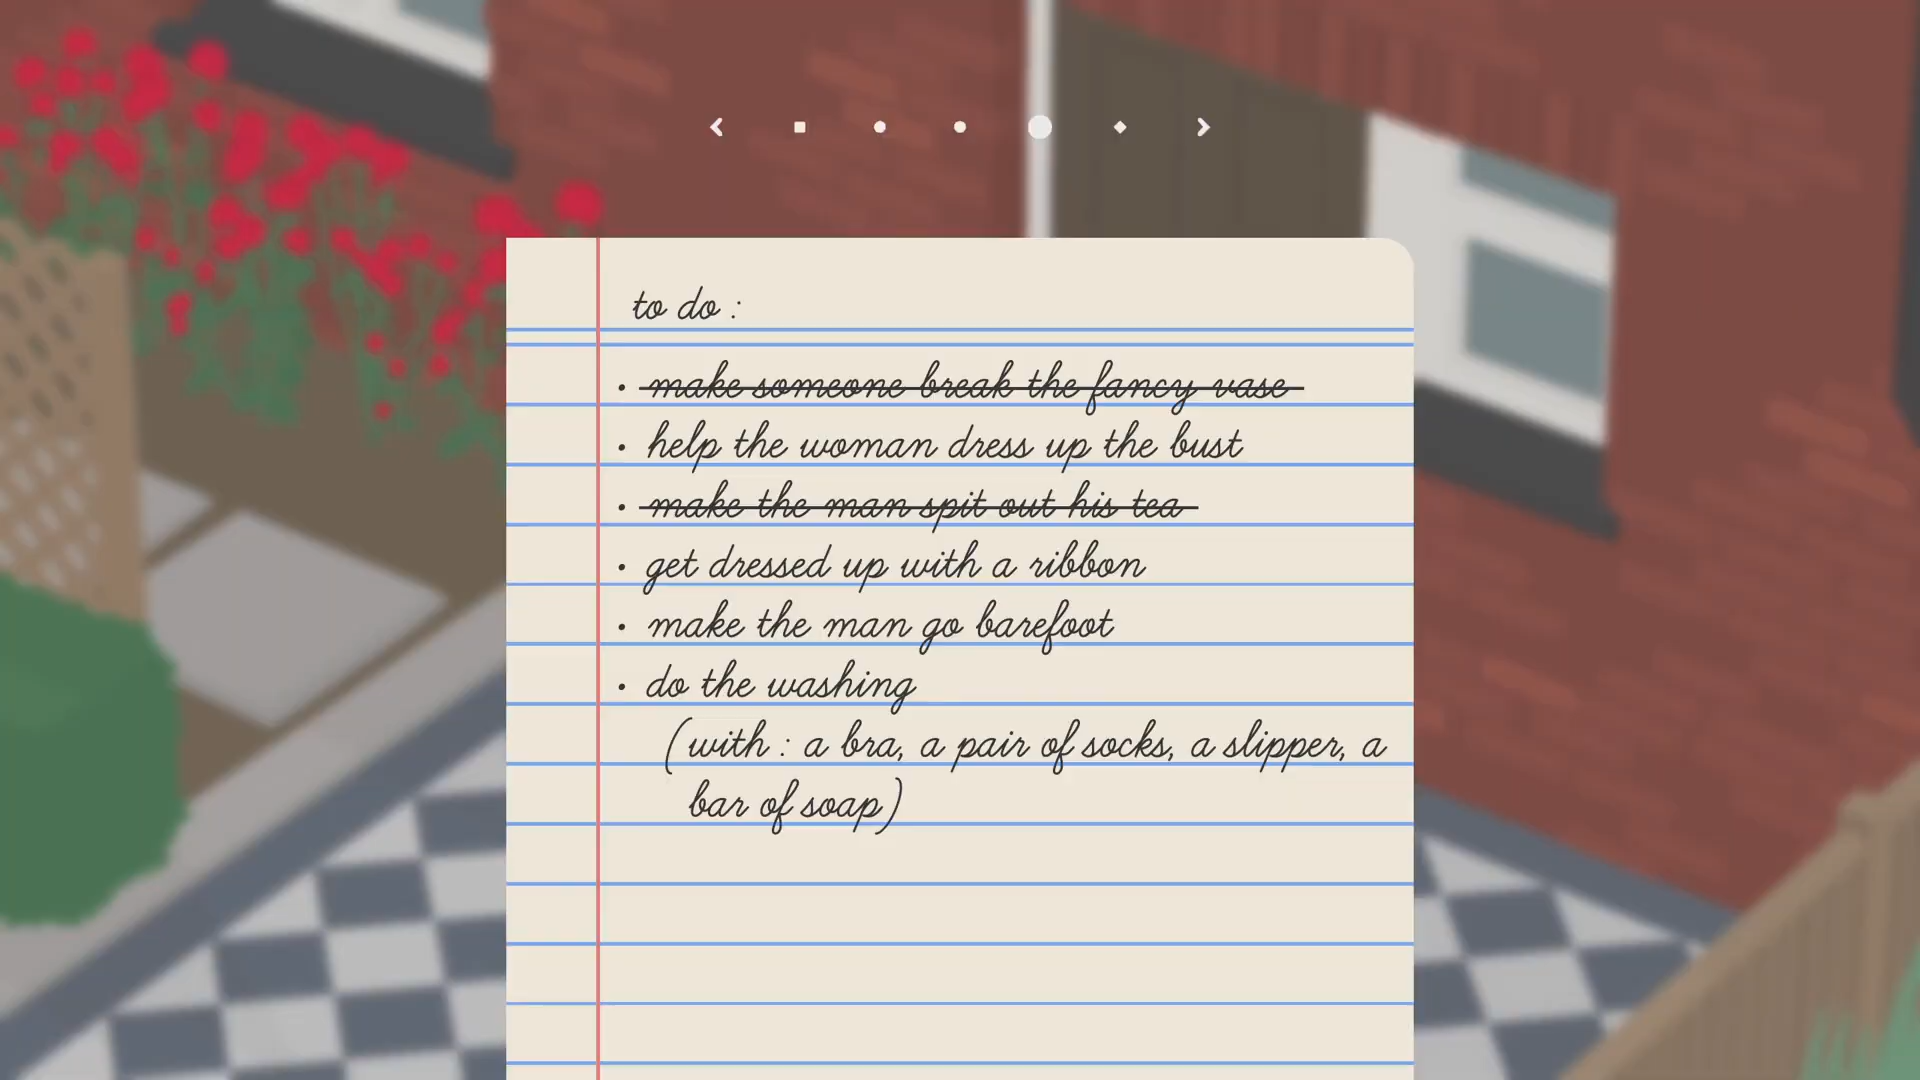 to do :
• make someone break the fancy vase
• help the woman dress up the bust
• make the man spit out his tea
• get dressed up with a ribbon
• make the man go barefoot
• do the washing
(with : a bra, a pair of socks, a slipper, a
bar of soap)